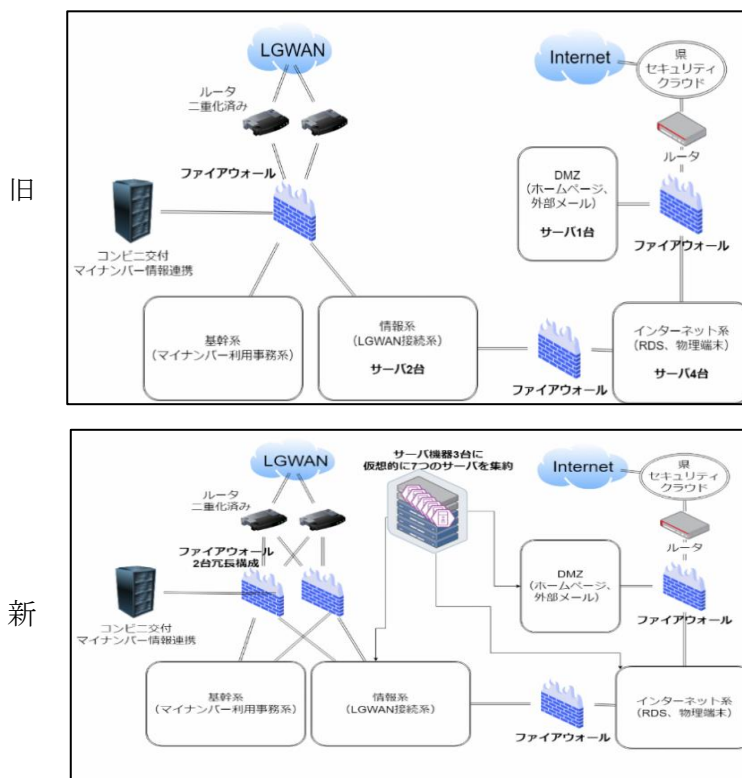 旧
LGWAN
ルータ
二重化済み
ファイアウォール
コンビニ交付
マイナンバー情報連携
基幹系
(マイナンバー利用事務系)
情報系
(LGWAN接続系)
サーバ2台
ファイアウォール
Internet
県
セキュリティ
クラウド
ルータ
DMZ
(ホームページ、
外部メール)
サーバ1台
ファイアウォール
インターネット系
(RDS、物理端末)
サーバ4台
新
LGWAN
ルータ
二重化済み
ファイアウォール
2台冗長構成
コンビニ交付
マイナンバー情報連携
基幹系
(マイナンバー利用事務系)
情報系
(LGWAN接続系)
サーバ機器3台に
仮想的に7つのサーバを集約
ファイアウォール
Internet
県
セキュリティ
クラウド
ルータ
DMZ
(ホームページ、
外部メール)
ファイアウォール
インターネット系
(RDS、物理端末)